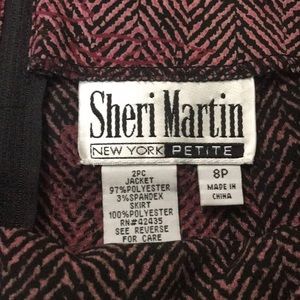 Sheri Martin
NEW YORK PETITE
2PC
JACKET
97%POLYESTER
3%SPANDEX
SKIRT
100%POLYESTER
RN#42435
SEE REVERSE
FOR CARE
8P
MADE IN
CHINA